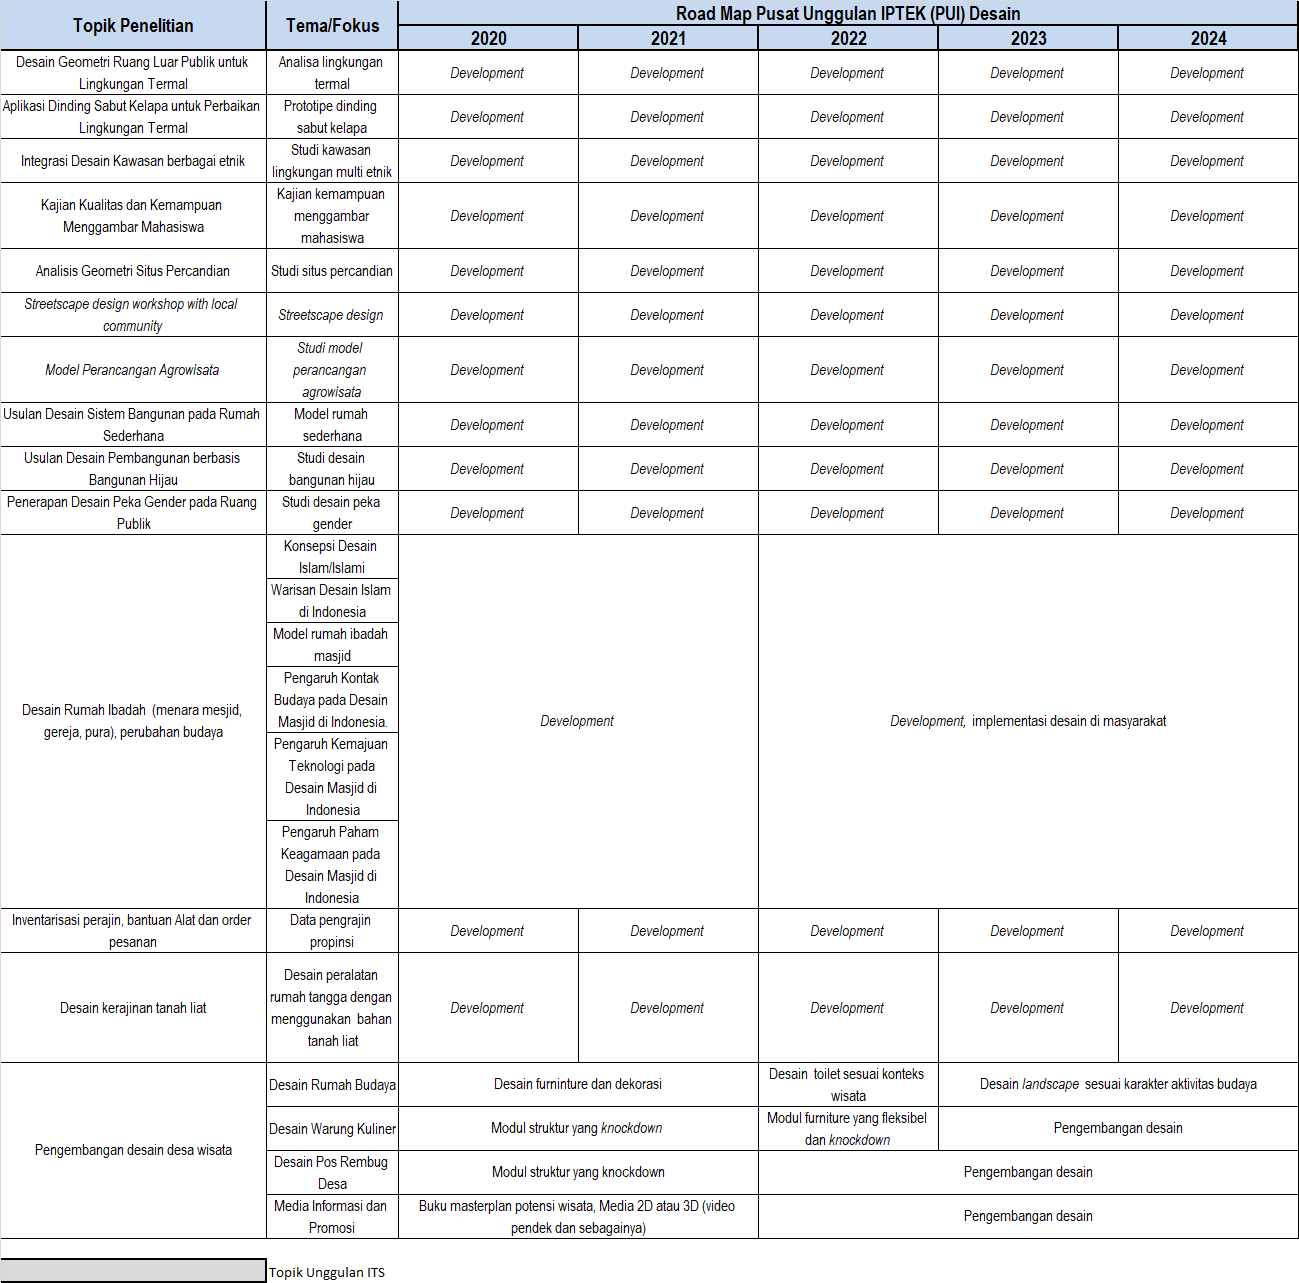 Topik Penelitian
Tema/Fokus
Road Map Pusat Unggulan IPTEK (PUI) Desain
2020
2021
2022
2023
2024
Desain Geometri Ruang Luar Publik untuk
Lingkungan Termal
Analisa lingkungan
termal
Development
Development
Development
Development
Development
Aplikasi Dinding Sabut Kelapa untuk Perbaikan
Lingkungan Termal
Prototipe dinding
sabut kelapa
Development
Development
Development
Development
Development
Integrasi Desain Kawasan berbagai etnik
Studi kawasan
lingkungan multi etnik
Development
Development
Development
Development
Development
Kajian Kualitas dan Kemampuan
Menggambar Mahasiswa
Kajian kemampuan
menggambar
mahasiswa
Development
Development
Development
Development
Development
Analisis Geometri Situs Percandian
Studi situs percandian
Development
Development
Development
Development
Development
Streetscape design workshop with local
community
Streetscape design
Development
Development
Development
Development
Development
Model Perancangan Agrowisata
Studi model
perancangan
agrowisata
Development
Development
Development
Development
Development
Usulan Desain Sistem Bangunan pada Rumah
Sederhana
Model rumah
sederhana
Development
Development
Development
Development
Development
Usulan Desain Pembangunan berbasis
Bangunan Hijau
Studi desain
bangunan hijau
Development
Development
Development
Development
Development
Penerapan Desain Peka Gender pada Ruang
Publik
Studi desain peka
gender
Development
Development
Development
Development
Development
Desain Rumah Ibadah (menara mesjid,
gereja, pura), perubahan budaya
Konsepsi Desain
Islam/Islami
Warisan Desain Islam
di Indonesia
Model rumah ibadah
masjid
Pengaruh Kontak
Budaya pada Desain
Masjid di Indonesia.
Pengaruh Kemajuan
Teknologi pada
Desain Masjid di
Indonesia
Pengaruh Paham
Keagamaan pada
Desain Masjid di
Indonesia
Development
Development, implementasi desain di masyarakat
Inventarisasi perajin, bantuan Alat dan order
pesanan
Data pengrajin
propinsi
Development
Development
Development
Development
Development
Desain kerajinan tanah liat
Desain peralatan
rumah tangga dengan
menggunakan bahan
tanah liat
Development
Development
Development
Development
Development
Pengembangan desain desa wisata
Desain Rumah Budaya
Desain furninture dan dekorasi
Desain toilet sesuai konteks
wisata
Desain landscape sesuai karakter aktivitas budaya
Desain Warung Kuliner
Modul struktur yang knockdown
Modul furniture yang fleksibel
dan knockdown
Pengembangan desain
Desain Pos Rembug
Desa
Modul struktur yang knockdown
Pengembangan desain
Media Informasi dan
Promosi
Buku masterplan potensi wisata, Media 2D atau 3D (video
pendek dan sebagainya)
Pengembangan desain
Topik Unggulan ITS